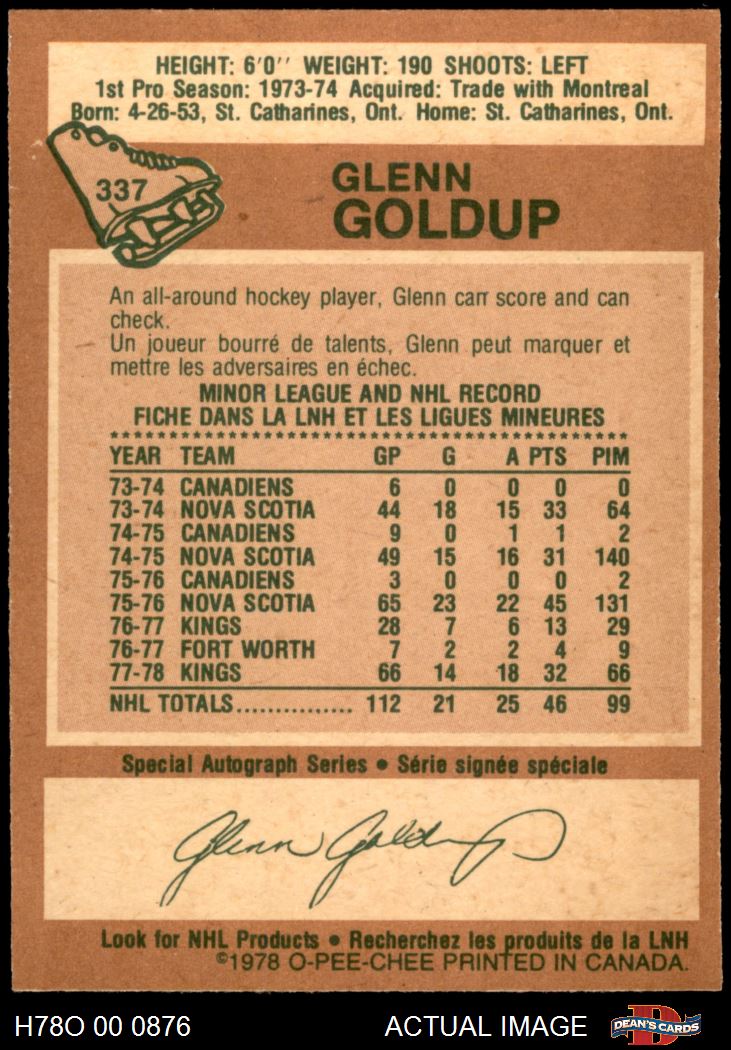 HEIGHT: 6'0'' WEIGHT: 190 SHOOTS: LEFT
1st Pro Season: 1973-74 Acquired: Trade with Montreal
Born: 4-26-53, St. Catharines, Ont. Home: St. Catharines, Ont.
337
GLENN
GOLDUP
An all-around hockey player, Glenn carr score and can
check.
Un joueur bourré de talents, Glenn peut marquer et
mettre les adversaires en échec.
MINOR LEAGUE AND NHL RECORD
FICHE DANS LA LNH ET LES LIGUES MINEURES
YEAR TEAM GP G A PTS PIM
73-74 CANADIENS 6 0 0 0 0
73-74 NOVA SCOTIA 44 18 15 33 64
74-75 CANADIENS 9 0 1 1 2
74-75 NOVA SCOTIA 49 15 16 31 140
75-76 CANADIENS 3 0 0 0 2
75-76 NOVA SCOTIA 65 23 22 45 131
76-77 KINGS 28 7 6 13 29
76-77 FORT WORTH 7 2 2 4 9
77-78 KINGS 66 14 18 32 66
NHL TOTALS............... 112 21 25 46 99
Special Autograph Series • Série signée spéciale
Glenn Goldup
Look for NHL Products • Recherchez les produits de la LNH
©1978 O-PEE-CHEE PRINTED IN CANADA.
H78O 00 0876 ACTUAL IMAGE D DEAN'S CARDS